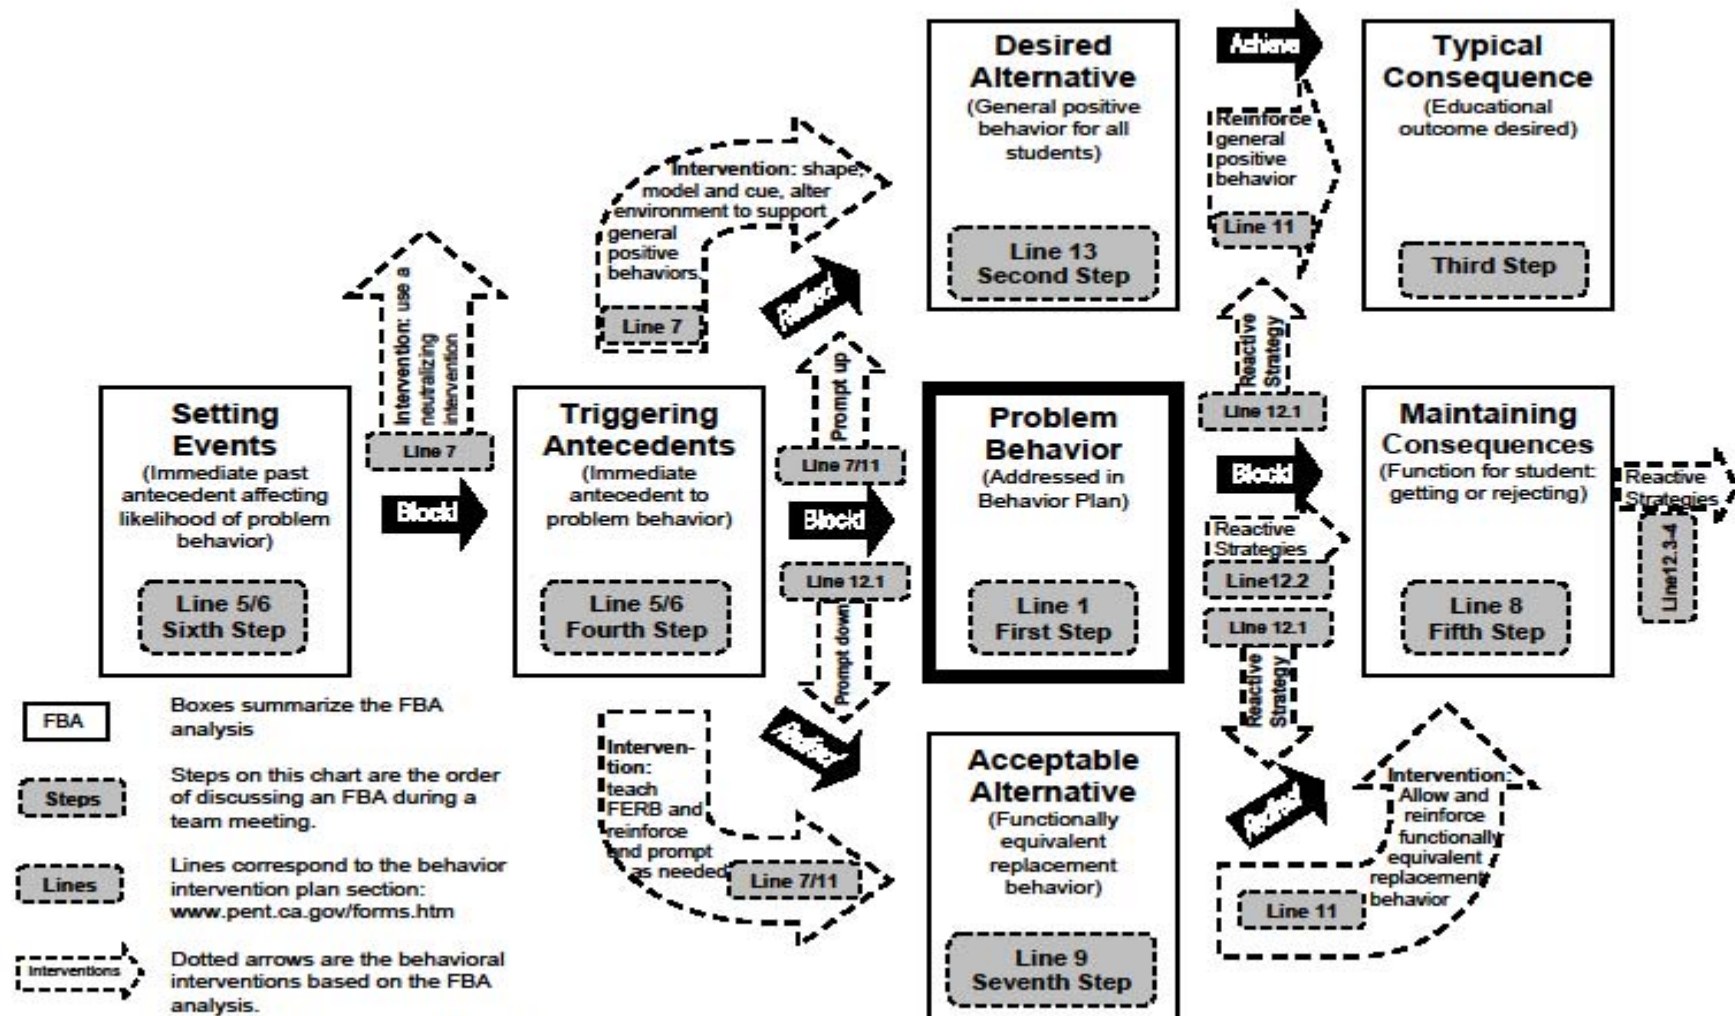 Desired
Alternative
(General positive
behavior for all
students)
Line 13
Second Step
Achieve
Reinforce
general
positive
behavior
Line 11
Typical
Consequence
(Educational
outcome desired)
Third Step
Intervention: shape,
model and cue, alter
environment to support
general
positive
behaviors.
Line 7
Intervention: use a
neutralizing
intervention
Line 7
Setting
Events
(Immediate past
antecedent affecting
likelihood of problem
behavior)
Line 5/6
Sixth Step
Block!
Triggering
Antecedents
(Immediate
antecedent to
problem behavior)
Line 5/6
Fourth Step
Prompt up
Line 7/11
Block!
Line 12.1
Prompt down
Problem
Behavior
(Addressed in
Behavior Plan)
Line 1
First Step
Reactive
Strategy
Line 12.1
Block!
Reactive
Strategies
Line12.2
Line 12.1
Reactive
Strategy
Maintaining
Consequences
(Function for student:
getting or rejecting)
Line 8
Fifth Step
Reactive
Strategies
Line12.3-4
Interven-
tion:
teach
FERB and
reinforce
and prompt
as needed
Line 7/11
Acceptable
Alternative
(Functionally
equivalent
replacement
behavior)
Line 9
Seventh Step
Intervention:
Allow and
reinforce
functionally
equivalent
replacement
behavior
Line 11
FBA
Boxes summarize the FBA
analysis
Steps
Steps on this chart are the order
of discussing an FBA during a
team meeting.
Lines
Lines correspond to the behavior
intervention plan section:
www.pent.ca.gov/forms.htm
Interventions
Dotted arrows are the behavioral
interventions based on the FBA
analysis.